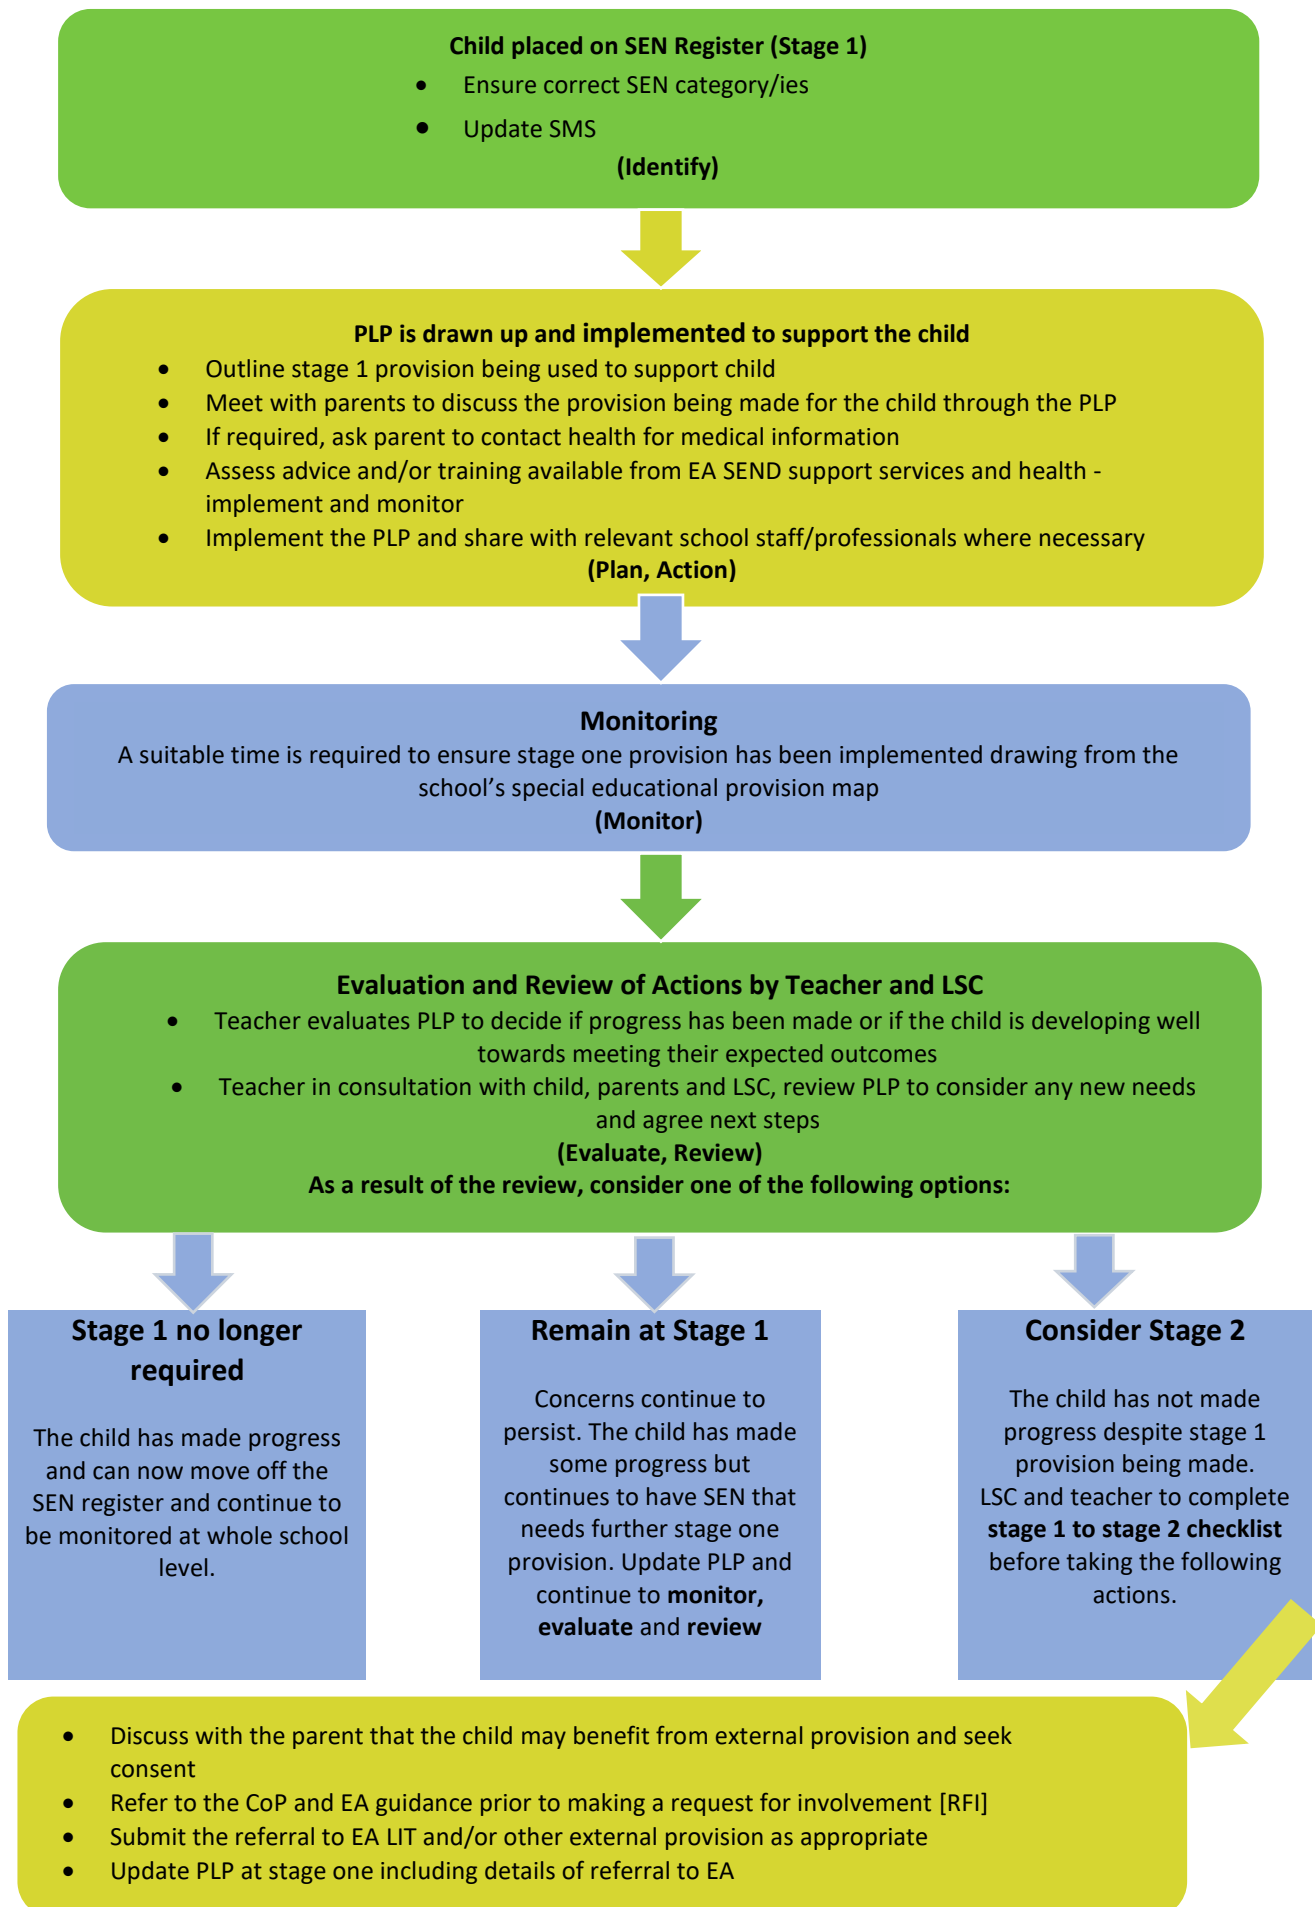 Child placed on SEN Register (Stage 1)
• Ensure correct SEN category/ies
• Update SMS
(Identify)
PLP is drawn up and implemented to support the child
• Outline stage 1 provision being used to support child
• Meet with parents to discuss the provision being made for the child through the PLP
• If required, ask parent to contact health for medical information
• Assess advice and/or training available from EA SEND support services and health -
implement and monitor
• Implement the PLP and share with relevant school staff/professionals where necessary
(Plan, Action)
Monitoring
A suitable time is required to ensure stage one provision has been implemented drawing from the
school’s special educational provision map
(Monitor)
Evaluation and Review of Actions by Teacher and LSC
• Teacher evaluates PLP to decide if progress has been made or if the child is developing well
towards meeting their expected outcomes
• Teacher in consultation with child, parents and LSC, review PLP to consider any new needs
and agree next steps
(Evaluate, Review)
As a result of the review, consider one of the following options:
Stage 1 no longer
required
The child has made progress
and can now move off the
SEN register and continue to
be monitored at whole school
level.
Remain at Stage 1
Concerns continue to
persist. The child has made
some progress but
continues to have SEN that
needs further stage one
provision. Update PLP and
continue to monitor,
evaluate and review
Consider Stage 2
The child has not made
progress despite stage 1
provision being made.
LSC and teacher to complete
stage 1 to stage 2 checklist
before taking the following
actions.
• Discuss with the parent that the child may benefit from external provision and seek
consent
• Refer to the CoP and EA guidance prior to making a request for involvement [RFI]
• Submit the referral to EA LIT and/or other external provision as appropriate
• Update PLP at stage one including details of referral to EA